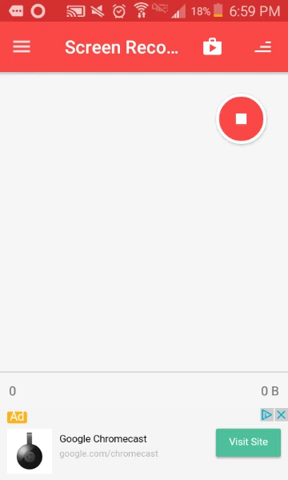 18% 6:59 PM
Screen Reco...
0 0 B
Ad
Google Chromecast
google.com/chromecast
Visit Site